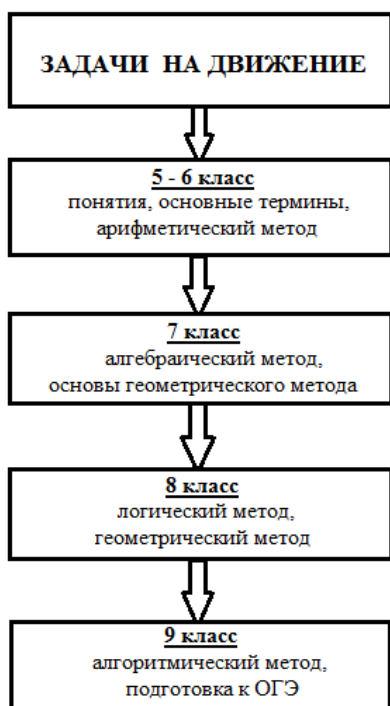 ЗАДАЧИ НА ДВИЖЕНИЕ
5 - 6 класс
понятия, основные термины,
арифметический метод
7 класс
алгебраический метод,
основы геометрического метода
8 класс
логический метод,
геометрический метод
9 класс
алгоритмический метод,
подготовка к ОГЭ